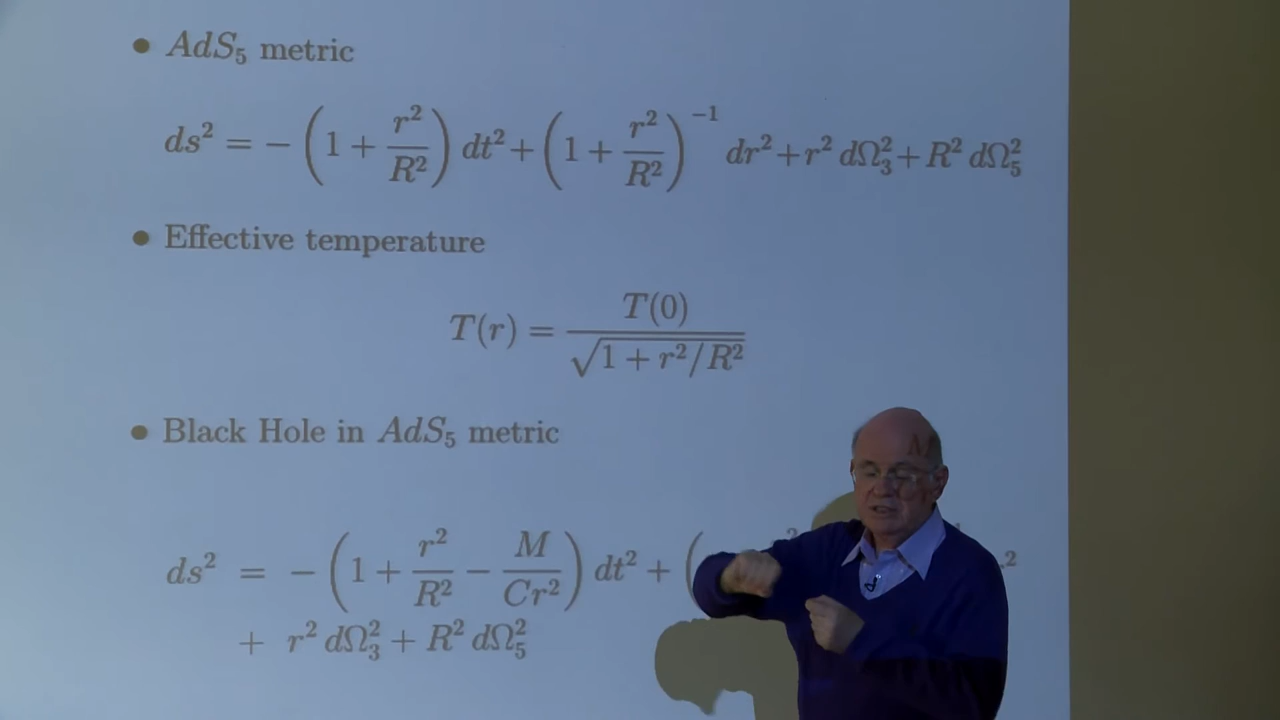 • AdS₅ metric
ds² = − (1 + r²/R²) dt² + (1 + r²/R²)⁻¹ dr² + r² dΩ₃² + R² dΩ₅²
• Effective temperature
T(r) = T(0) / √(1 + r²/R²)
• Black Hole in AdS₅ metric
ds² = − (1 + r²/R² − M/Cr²) dt² + (
+ r² dΩ₃² + R² dΩ₅²